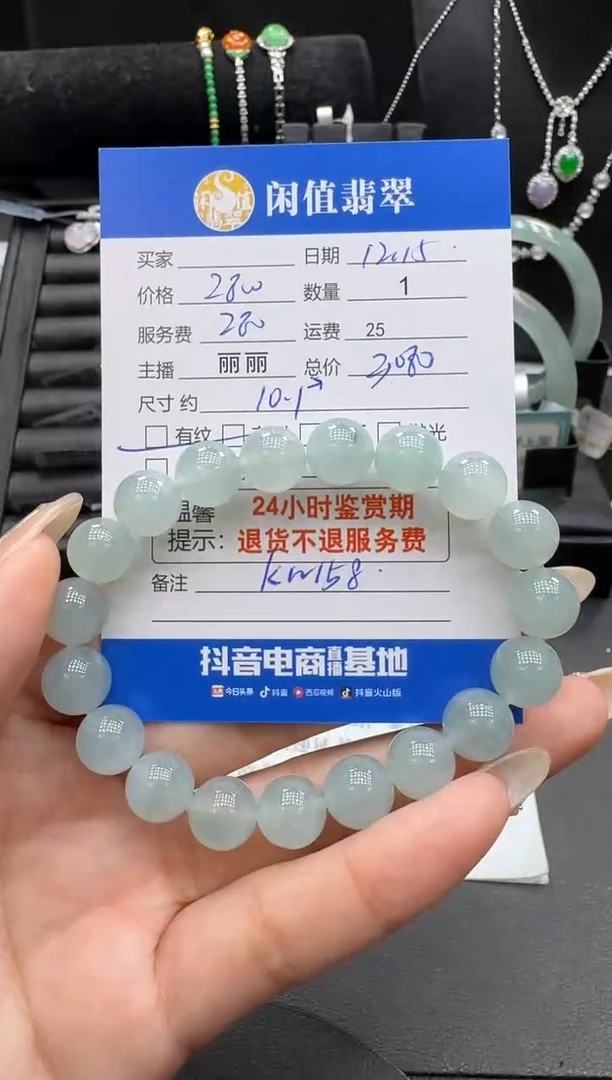 闲值翡翠
买家 日期 12.15
价格 2800 数量 1
服务费 280 运费 25
主播 丽丽 总价 3,080
尺寸 约 10.1
有纹 光
温馨 24小时鉴赏期
提示：退货不退服务费
备注 km158
抖音电商直播基地
今日头条 抖音 西瓜视频 抖音火山版